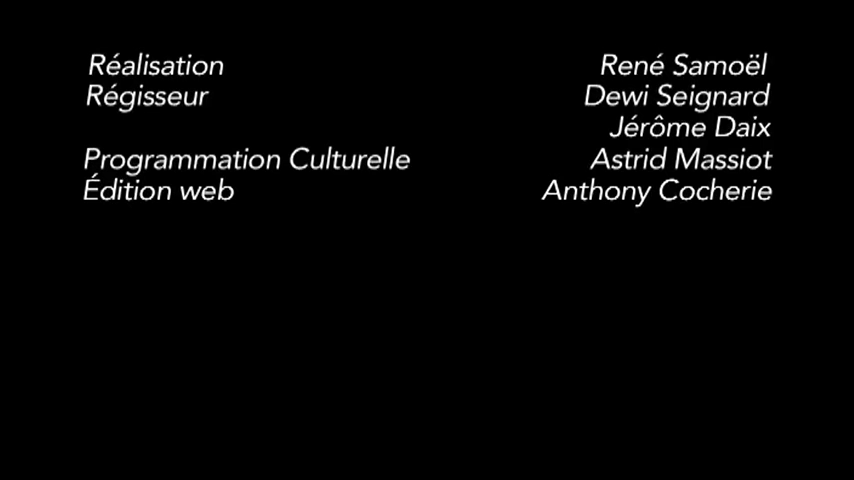 Réalisation René Samoël
Régisseur Dewi Seignard
Jérôme Daix
Programmation Culturelle Astrid Massiot
Édition web Anthony Cocherie